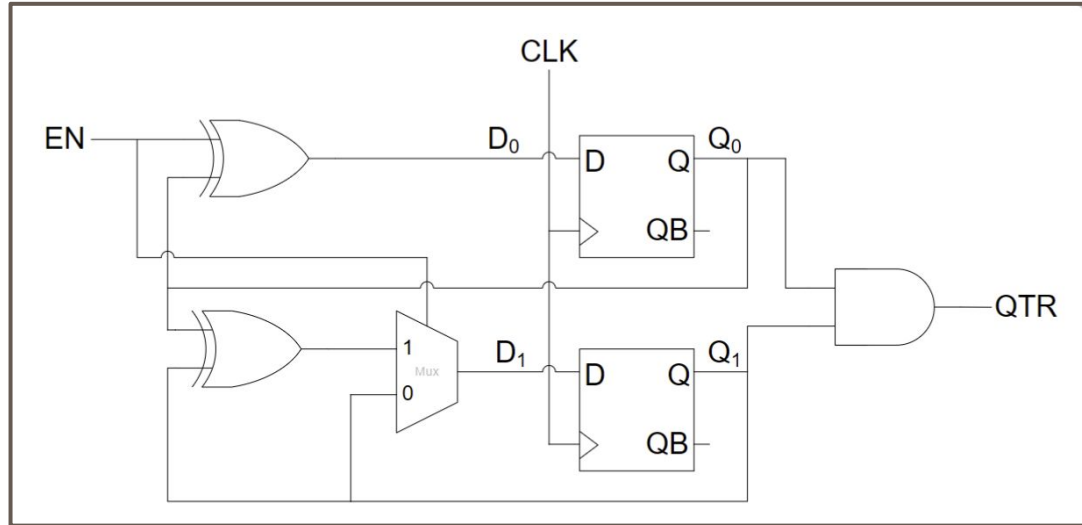 CLK
EN
D₀
D
Q
Q₀
QB
QTR
1
Mux
0
D₁
D
Q
Q₁
QB